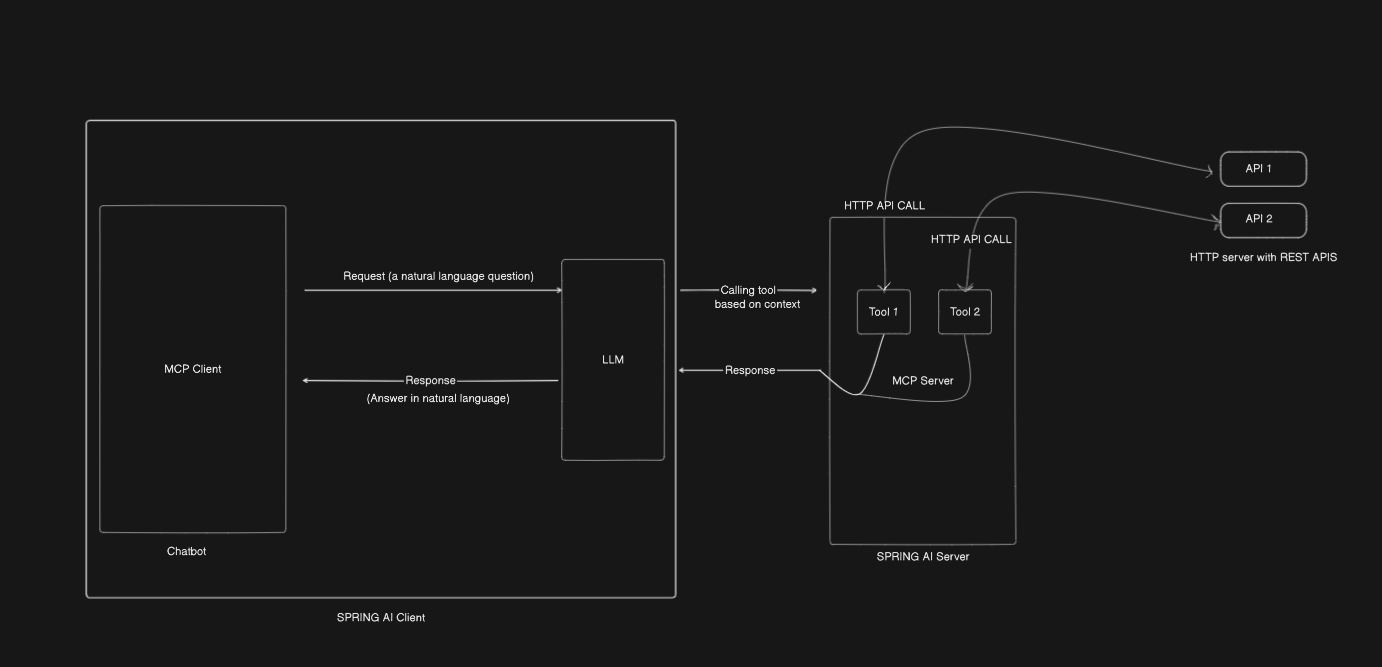 API 1
HTTP API CALL
API 2
HTTP API CALL
HTTP server with REST APIS
Request (a natural language question)
Calling tool
based on context
Tool 1
Tool 2
LLM
MCP Client
Response
Response
MCP Server
(Answer in natural language)
Chatbot
SPRING AI Server
SPRING AI Client